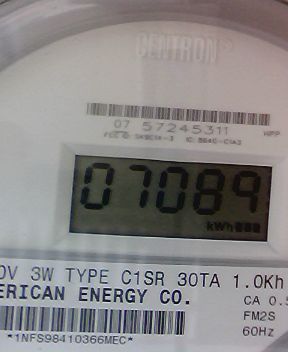 CENTRON
07 57245311
07089
kWh
0V 3W TYPE C1SR 30TA 1.0Kh
ERICAN ENERGY CO.
CA 0.5
FM2S
60Hz
*1NFS98410366MEC*